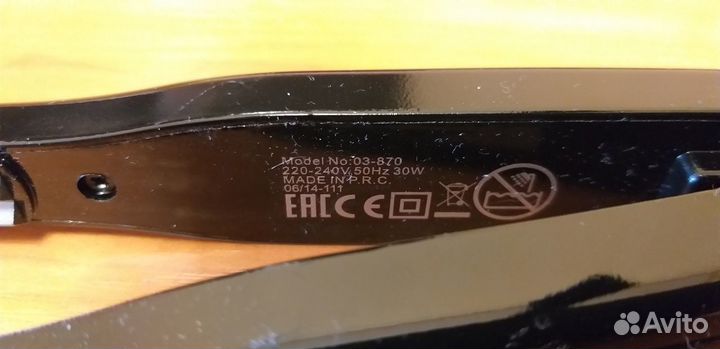 Model No:03-870
220-240V 50Hz 30W
MADE IN P.R.C.
06/14-111
EAC CE
Avito